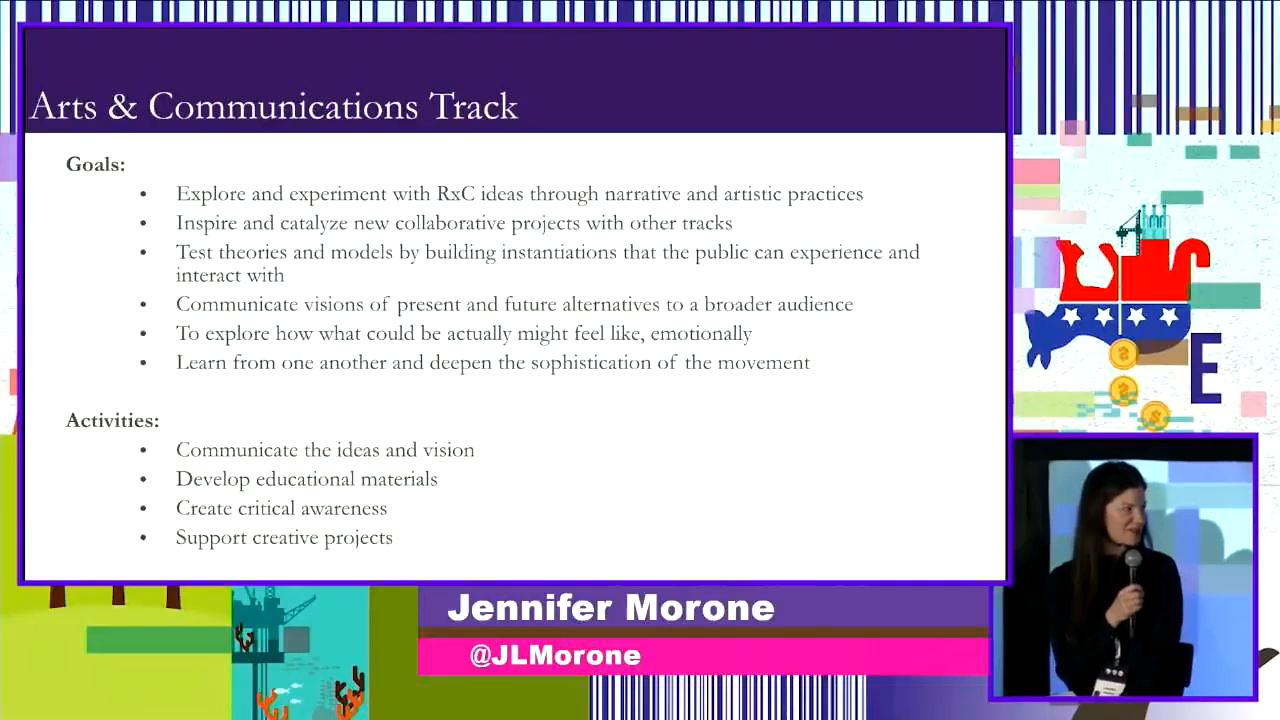 Arts & Communications Track
Goals:
• Explore and experiment with RxC ideas through narrative and artistic practices
• Inspire and catalyze new collaborative projects with other tracks
• Test theories and models by building instantiations that the public can experience and
interact with
• Communicate visions of present and future alternatives to a broader audience
• To explore how what could be actually might feel like, emotionally
• Learn from one another and deepen the sophistication of the movement
Activities:
• Communicate the ideas and vision
• Develop educational materials
• Create critical awareness
• Support creative projects
E
Jennifer Morone
@JLMorone